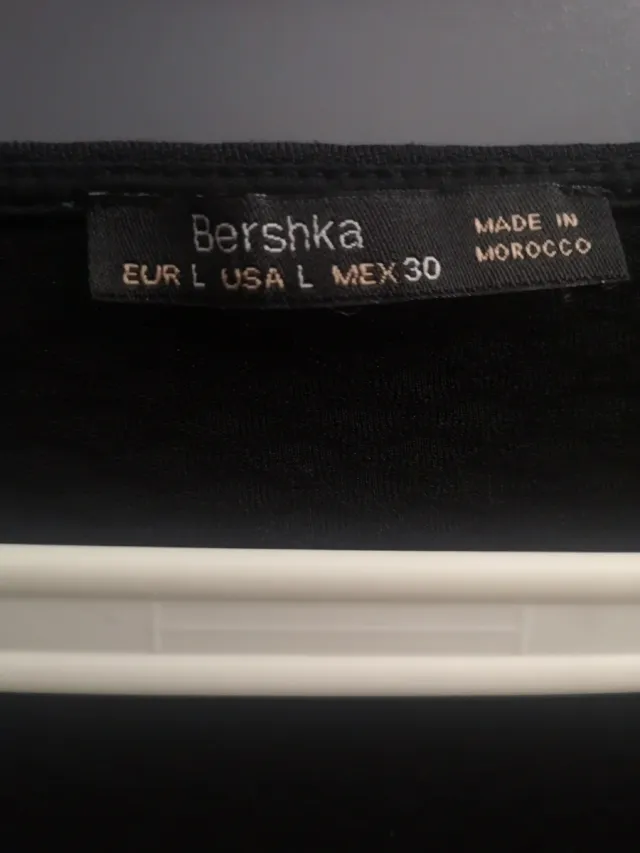 Bershka
EUR L USA L MEX 30
MADE IN
MOROCCO